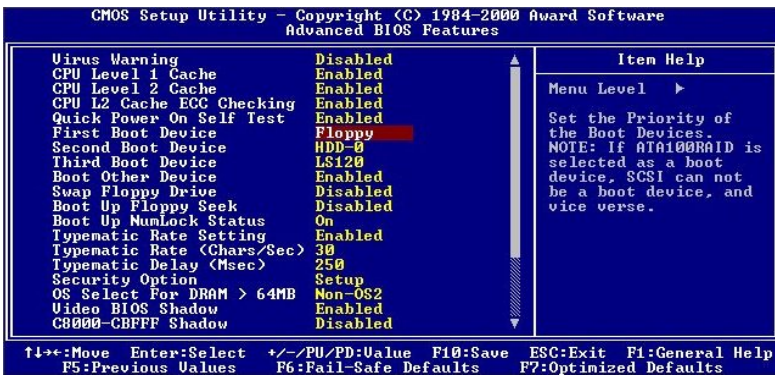 CMOS Setup Utility - Copyright (C) 1984-2000 Award Software
Advanced BIOS Features
Virus Warning Disabled
CPU Level 1 Cache Enabled
CPU Level 2 Cache Enabled
CPU L2 Cache ECC Checking Enabled
Quick Power On Self Test Enabled
First Boot Device Floppy
Second Boot Device HDD-0
Third Boot Device LS120
Boot Other Device Enabled
Swap Floppy Drive Disabled
Boot Up Floppy Seek Disabled
Boot Up NumLock Status On
Typematic Rate Setting Enabled
Typematic Rate (Chars/Sec) 30
Typematic Delay (Msec) 250
Security Option Setup
OS Select For DRAM > 64MB Non-OS2
Video BIOS Shadow Enabled
C8000-CBFFF Shadow Disabled
Item Help
Menu Level ▶
Set the Priority of
the Boot Devices.
NOTE: If ATA100RAID is
selected as a boot
device, SCSI can not
be a boot device, and
vice verse.
↑↓→←:Move Enter:Select +/-/PU/PD:Value F10:Save ESC:Exit F1:General Help
F5:Previous Values F6:Fail-Safe Defaults F7:Optimized Defaults